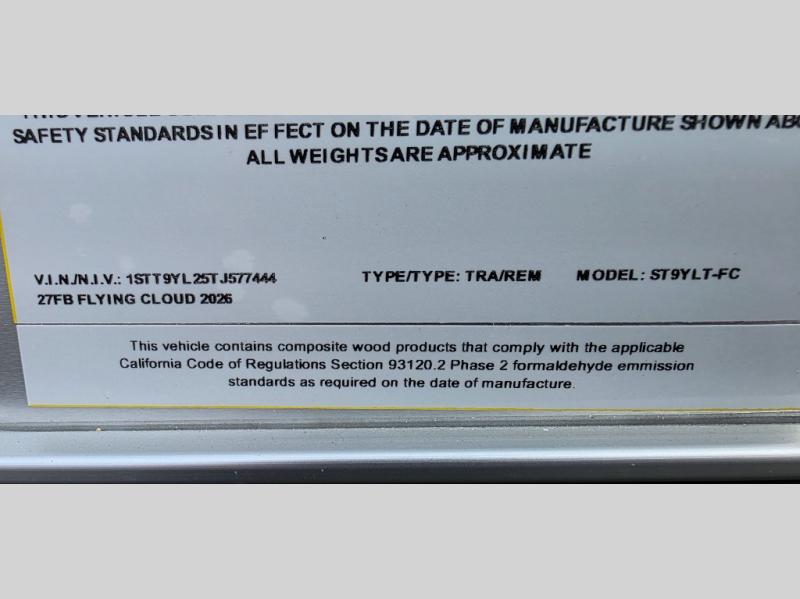 THIS VEHICLE
SAFETY STANDARDS IN EF FECT ON THE DATE OF MANUFACTURE SHOWN ABO
ALL WEIGHTS ARE APPROXIMATE
V.I.N./N.I.V.: 1STT9YL25TJ577444 TYPE/TYPE: TRA/REM MODEL: ST9YLT-FC
27FB FLYING CLOUD 2026
This vehicle contains composite wood products that comply with the applicable
California Code of Regulations Section 93120.2 Phase 2 formaldehyde emmission
standards as required on the date of manufacture.